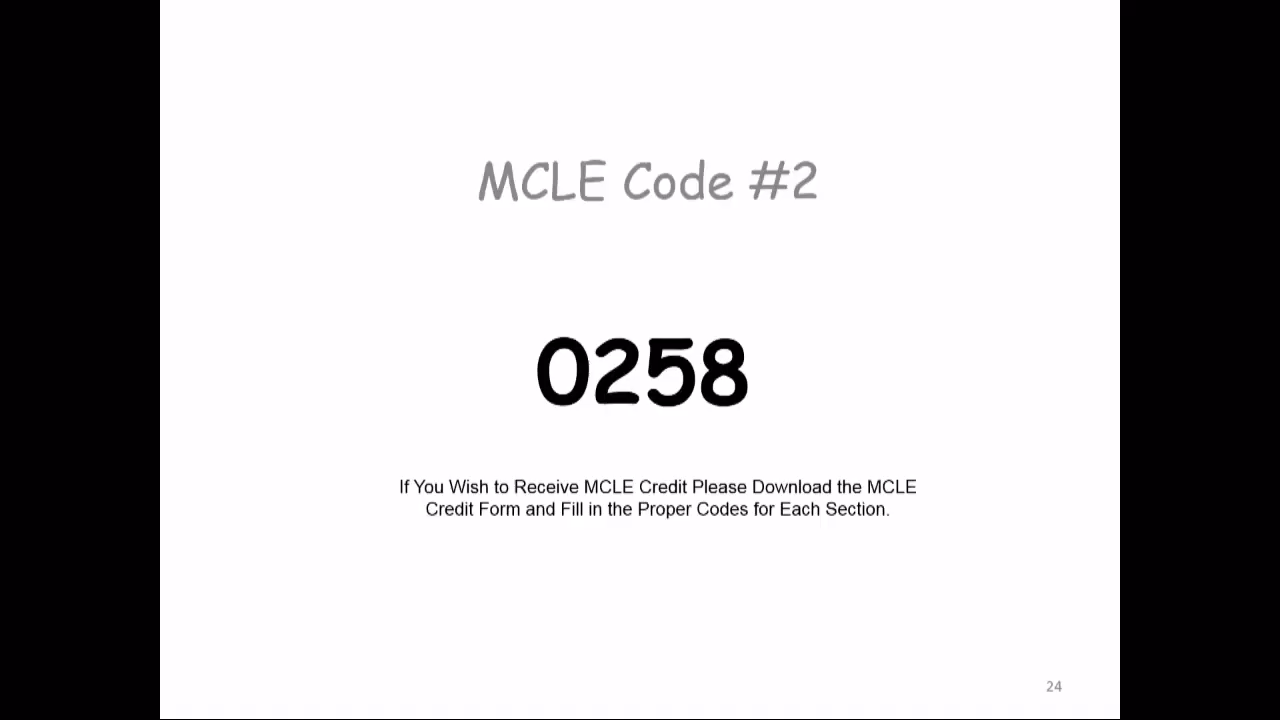 MCLE Code #2
0258
If You Wish to Receive MCLE Credit Please Download the MCLE
Credit Form and Fill in the Proper Codes for Each Section.
24